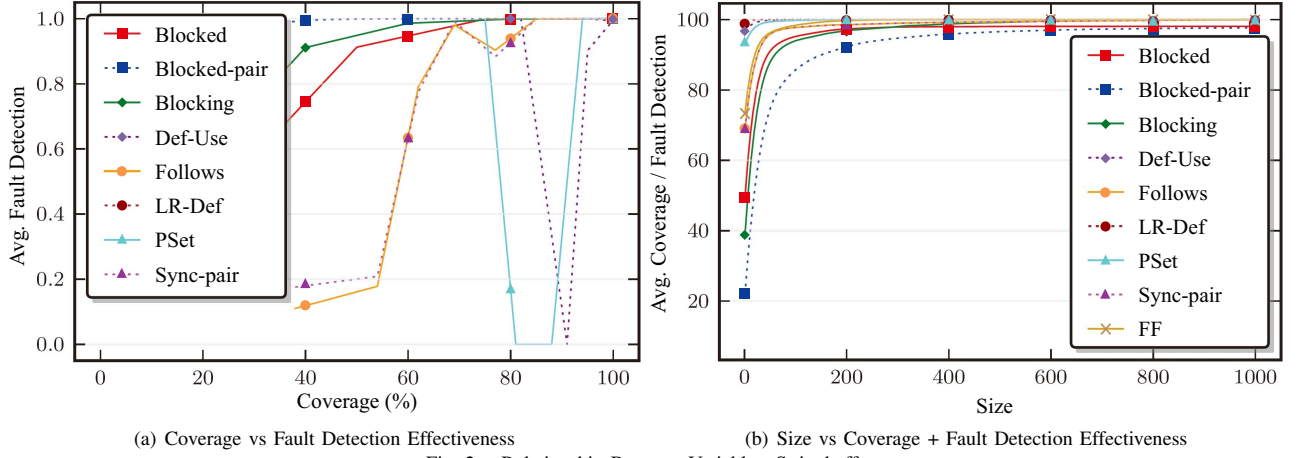 Avg. Fault Detection
1.0
0.8
0.6
0.4
0.2
0.0
Blocked
Blocked-pair
Blocking
Def-Use
Follows
LR-Def
PSet
Sync-pair
0 20 40 60 80 100
Coverage (%)
(a) Coverage vs Fault Detection Effectiveness
Avg. Coverage / Fault Detection
100
80
60
40
20
Blocked
Blocked-pair
Blocking
Def-Use
Follows
LR-Def
PSet
Sync-pair
FF
0 200 400 600 800 1000
Size
(b) Size vs Coverage + Fault Detection Effectiveness